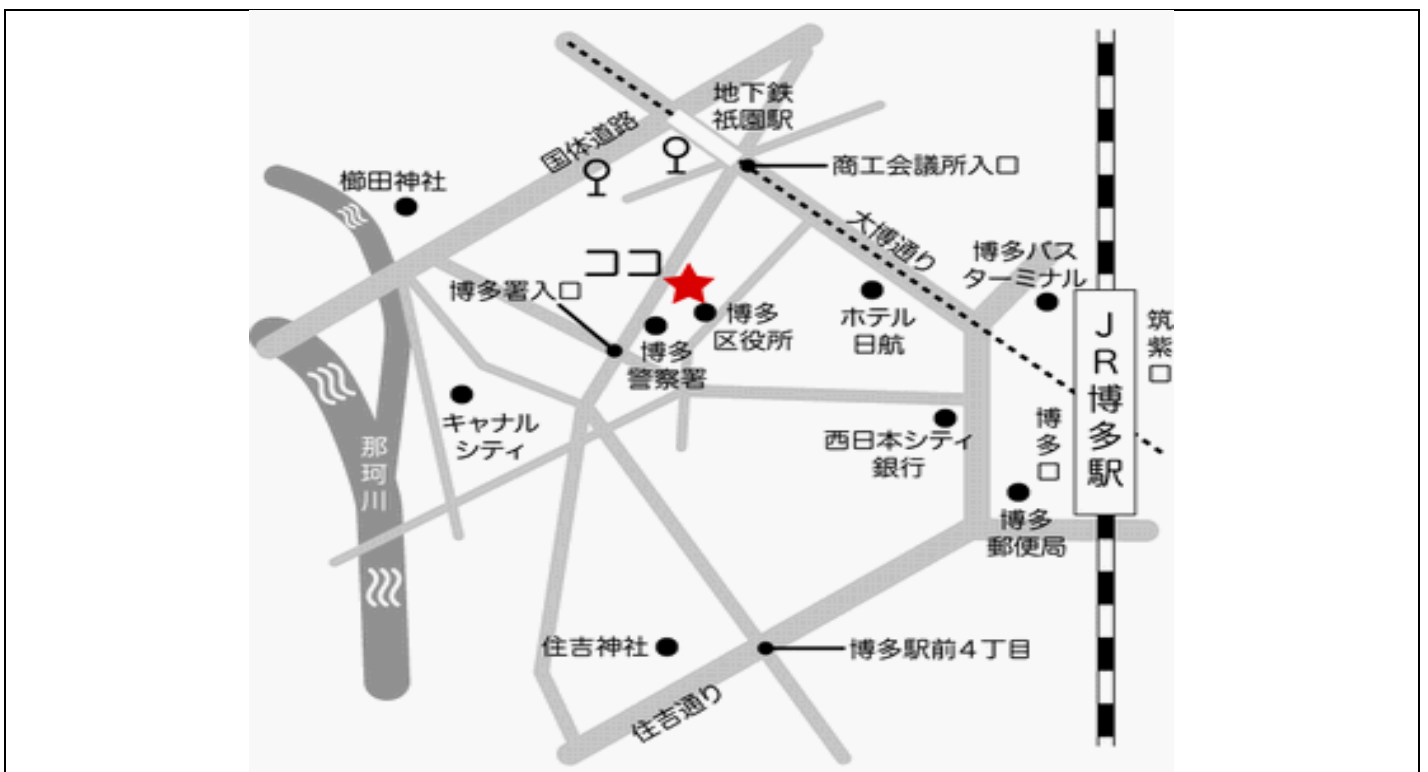 地下鉄
祇園駅
国体道路
櫛田神社
商工会議所入口
大博通り
博多バス
ターミナル
ココ
博多署入口
博多
区役所
博多
警察署
ホテル
日航
JR博多駅
筑紫口
博多口
キャナル
シティ
西日本シティ
銀行
那珂川
博多
郵便局
住吉神社
博多駅前4丁目
住吉通り